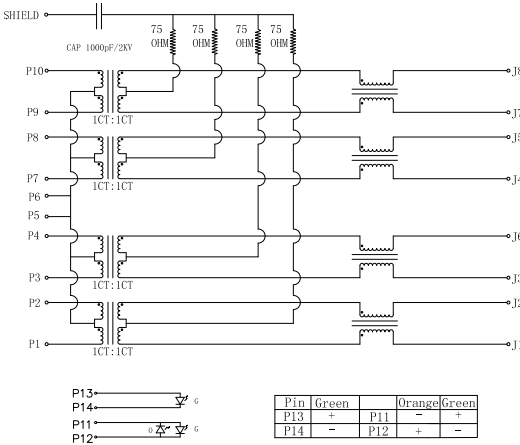 SHIELD
75 OHM
75 OHM
75 OHM
75 OHM
CAP 1000pF/2KV
P10
J8
P9
J7
1CT:1CT
P8
J5
P7
J4
1CT:1CT
P6
P5
P4
J6
P3
J3
1CT:1CT
P2
J2
P1
J1
1CT:1CT
P13
P14
G
P11
P12
O
G
Pin Green Orange Green
P13 + P11 - +
P14 - P12 + -